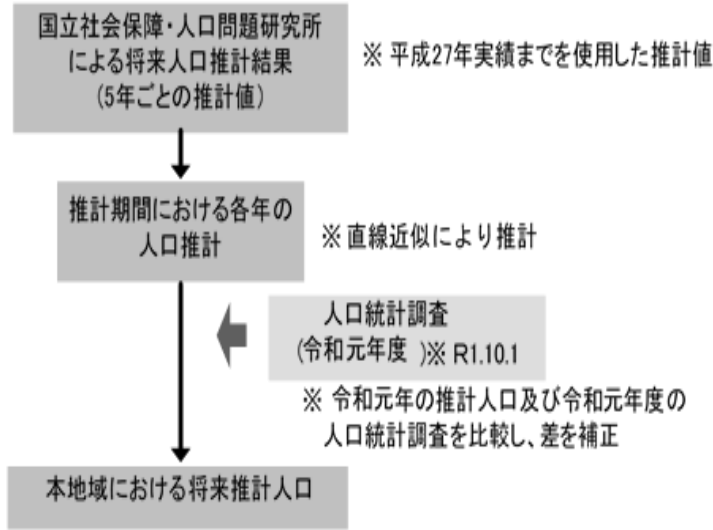 国立社会保障・人口問題研究所
による将来人口推計結果
(5年ごとの推計値)
※ 平成27年実績までを使用した推計値
推計期間における各年の
人口推計
※ 直線近似により推計
人口統計調査
(令和元年度 )※ R1.10.1
※ 令和元年の推計人口及び令和元年度の
人口統計調査を比較し、差を補正
本地域における将来推計人口